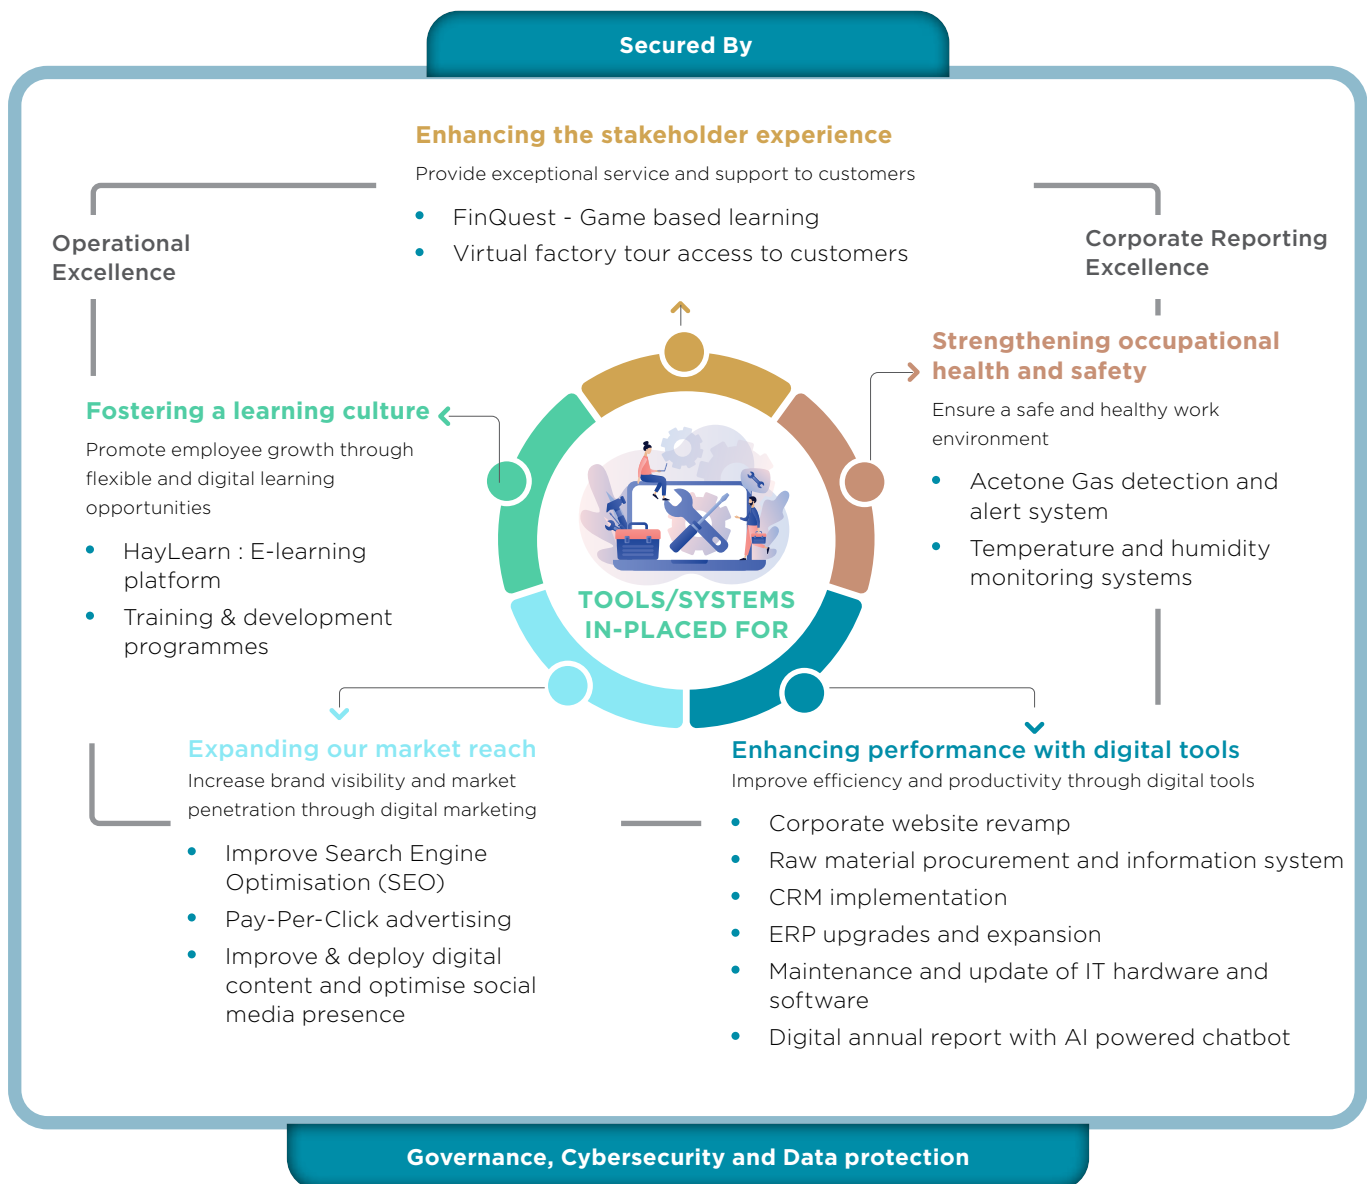 Secured By
Enhancing the stakeholder experience
Provide exceptional service and support to customers
• FinQuest - Game based learning
• Virtual factory tour access to customers
Operational
Excellence
Corporate Reporting
Excellence
Strengthening occupational
health and safety
Ensure a safe and healthy work
environment
• Acetone Gas detection and
alert system
• Temperature and humidity
monitoring systems
Fostering a learning culture
Promote employee growth through
flexible and digital learning
opportunities
• HayLearn : E-learning
platform
• Training & development
programmes
TOOLS/SYSTEMS
IN-PLACED FOR
Expanding our market reach
Increase brand visibility and market
penetration through digital marketing
• Improve Search Engine
Optimisation (SEO)
• Pay-Per-Click advertising
• Improve & deploy digital
content and optimise social
media presence
Enhancing performance with digital tools
Improve efficiency and productivity through digital tools
• Corporate website revamp
• Raw material procurement and information system
• CRM implementation
• ERP upgrades and expansion
• Maintenance and update of IT hardware and
software
• Digital annual report with AI powered chatbot
Governance, Cybersecurity and Data protection